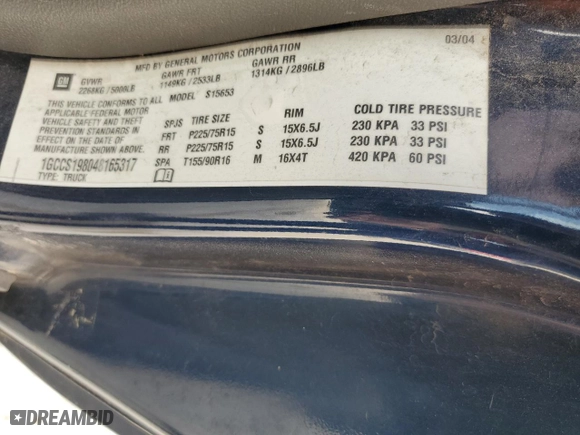 MFD BY GENERAL MOTORS CORPORATION 03/04
GM GVWR GAWR FRT GAWR RR
2268KG / 5000LB 1149KG / 2533LB 1314KG / 2896LB
THIS VEHICLE CONFORMS TO ALL MODEL S15653
APPLICABLE FEDERAL MOTOR
VEHICLE SAFETY AND THEFT
PREVENTION STANDARDS IN
EFFECT ON THE DATE OF
MANUFACTURE SHOWN ABOVE.
SPJS TIRE SIZE RIM COLD TIRE PRESSURE
FRT P225/75R15 S 15X6.5J 230 KPA 33 PSI
RR P225/75R15 S 15X6.5J 230 KPA 33 PSI
SPA T155/90R16 M 16X4T 420 KPA 60 PSI
1GCCS198048165317
TYPE: TRUCK
DREAMBID